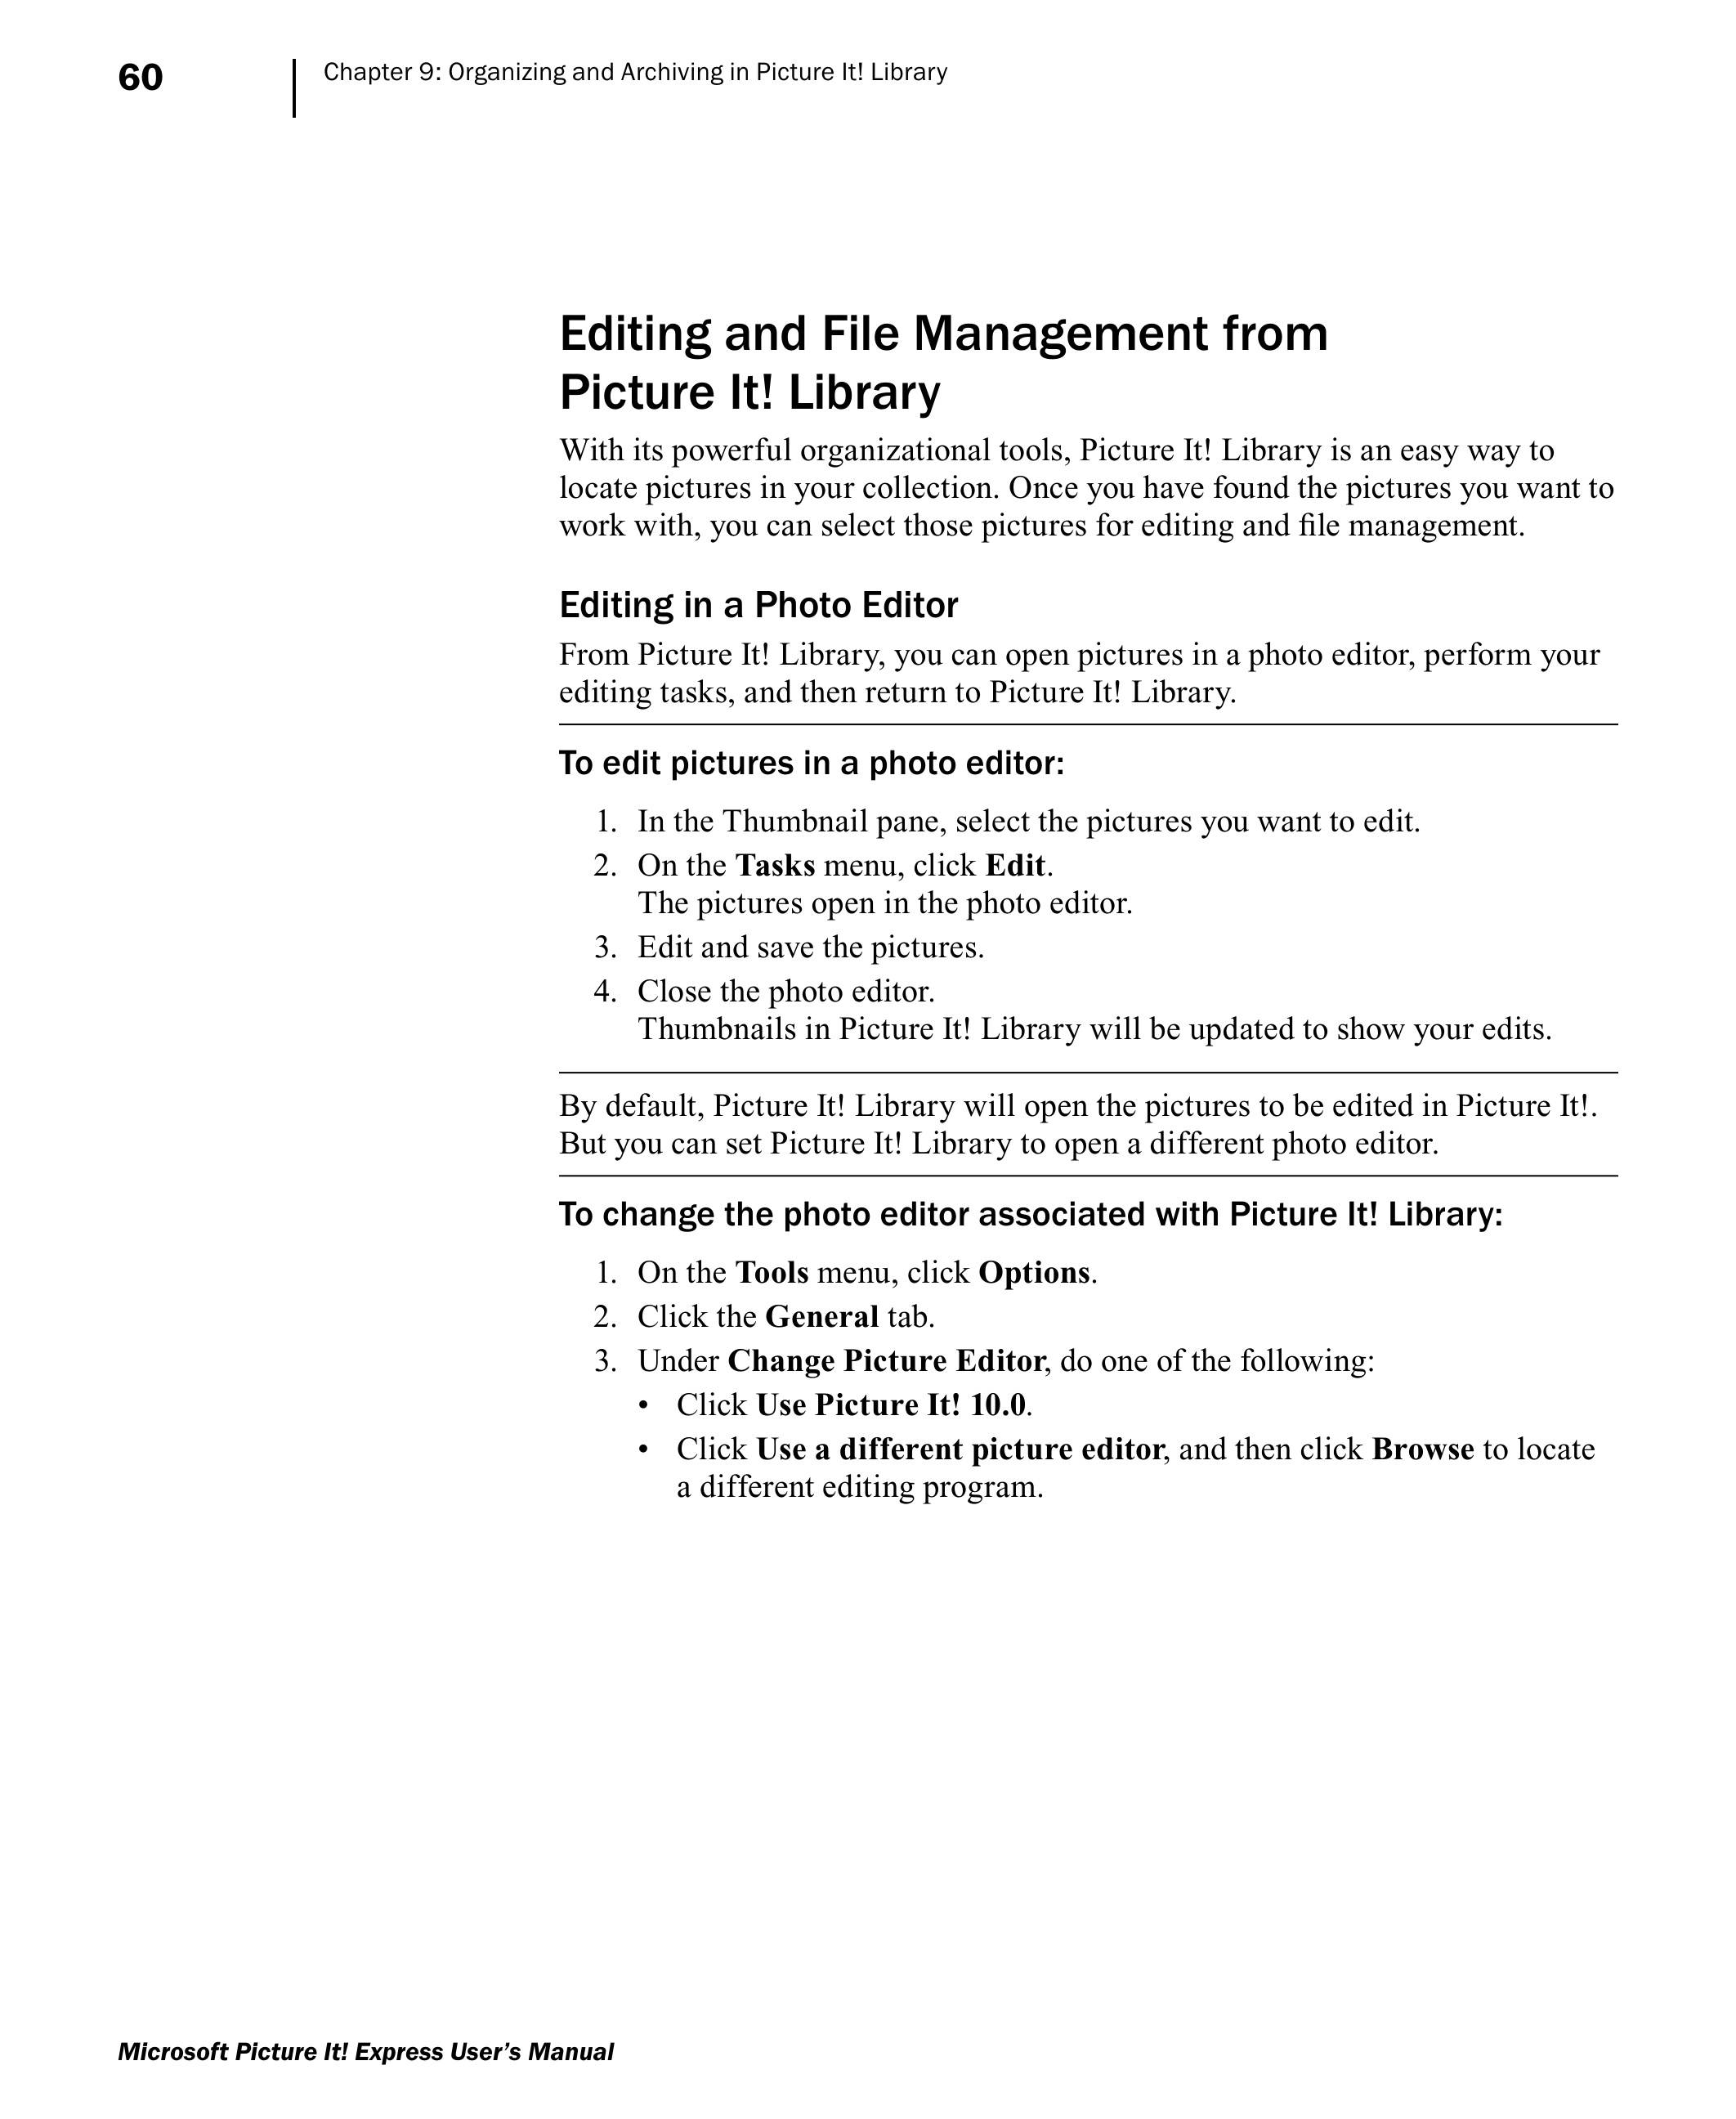 60
Chapter 9: Organizing and Archiving in Picture It! Library
Editing and File Management from
Picture It! Library
With its powerful organizational tools, Picture It! Library is an easy way to
locate pictures in your collection. Once you have found the pictures you want to
work with, you can select those pictures for editing and file management.
Editing in a Photo Editor
From Picture It! Library, you can open pictures in a photo editor, perform your
editing tasks, and then return to Picture It! Library.
To edit pictures in a photo editor:
1. In the Thumbnail pane, select the pictures you want to edit.
2. On the Tasks menu, click Edit.
The pictures open in the photo editor.
3. Edit and save the pictures.
4. Close the photo editor.
Thumbnails in Picture It! Library will be updated to show your edits.
By default, Picture It! Library will open the pictures to be edited in Picture It!.
But you can set Picture It! Library to open a different photo editor.
To change the photo editor associated with Picture It! Library:
1. On the Tools menu, click Options.
2. Click the General tab.
3. Under Change Picture Editor, do one of the following:
• Click Use Picture It! 10.0.
• Click Use a different picture editor, and then click Browse to locate
a different editing program.
Microsoft Picture It! Express User’s Manual